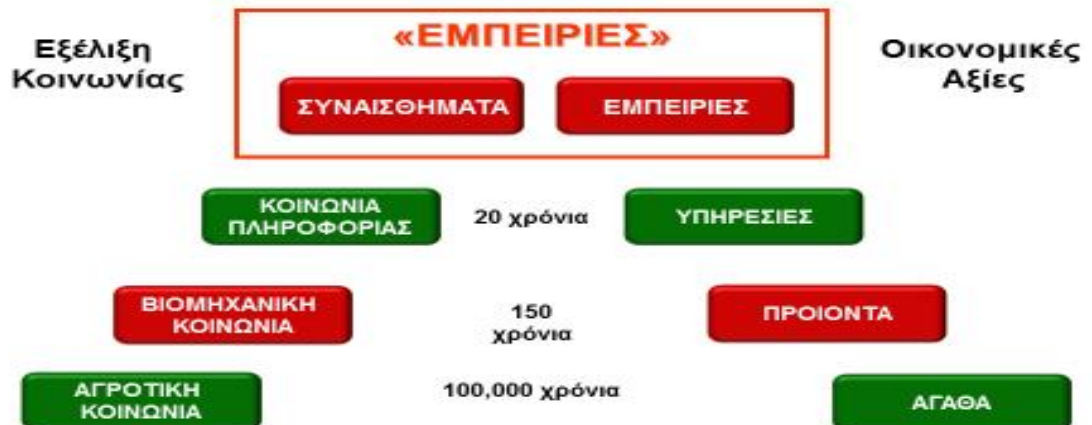 Εξέλιξη
Κοινωνίας
«ΕΜΠΕΙΡΙΕΣ»
ΣΥΝΑΙΣΘΗΜΑΤΑ
ΕΜΠΕΙΡΙΕΣ
Οικονομικές
Αξίες
ΚΟΙΝΩΝΙΑ
ΠΛΗΡΟΦΟΡΙΑΣ
20 χρόνια
ΥΠΗΡΕΣΙΕΣ
ΒΙΟΜΗΧΑΝΙΚΗ
ΚΟΙΝΩΝΙΑ
150
χρόνια
ΠΡΟΙΟΝΤΑ
ΑΓΡΟΤΙΚΗ
ΚΟΙΝΩΝΙΑ
100,000 χρόνια
ΑΓΑΘΑ